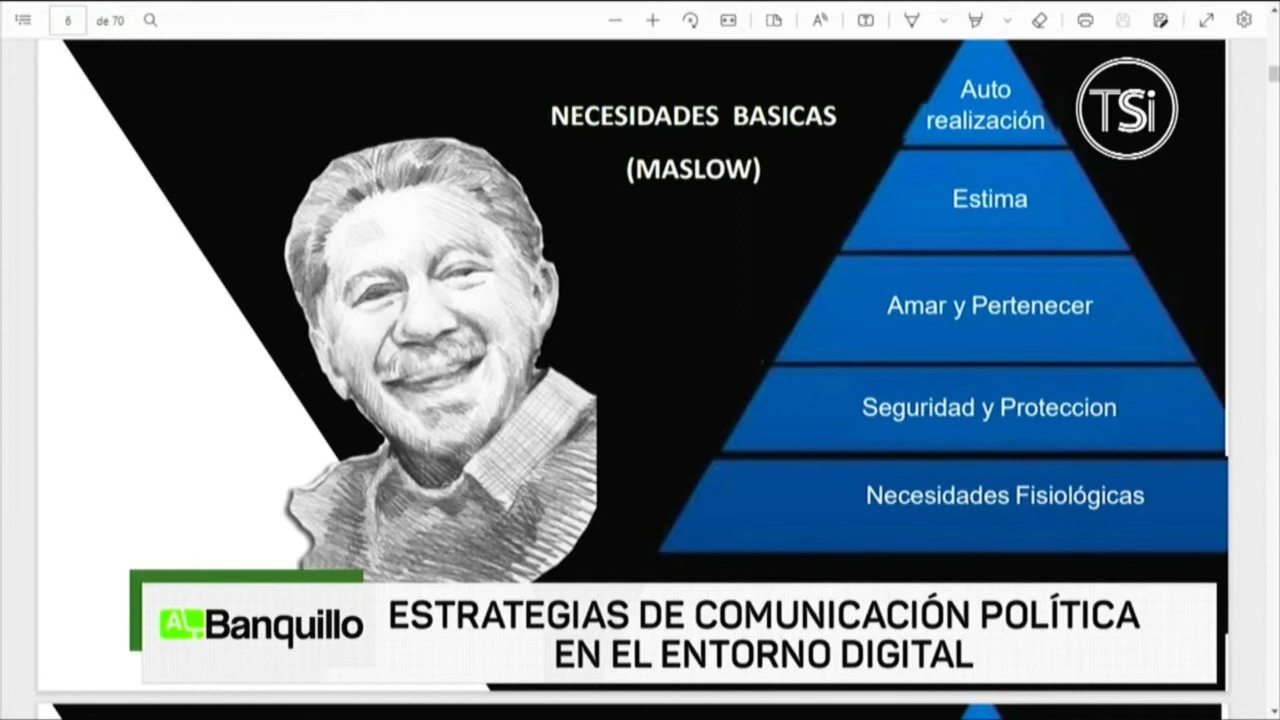 6 de 70
NECESIDADES BASICAS
(MASLOW)
Auto
realización
TSi
Estima
Amar y Pertenecer
Seguridad y Proteccion
Necesidades Fisiológicas
AL Banquillo
ESTRATEGIAS DE COMUNICACIÓN POLÍTICA
EN EL ENTORNO DIGITAL